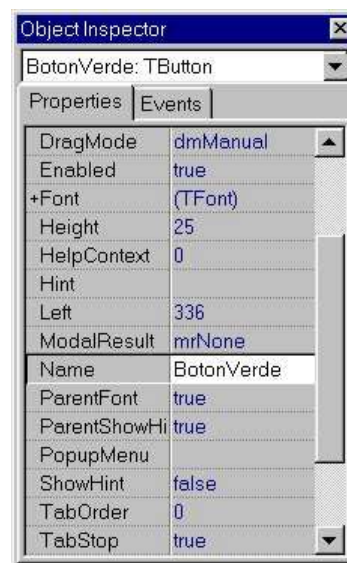 Object Inspector
BotonVerde: TButton
Properties Events
DragMode dmManual
Enabled true
+Font (TFont)
Height 25
HelpContext 0
Hint
Left 336
ModalResult mrNone
Name BotonVerde
ParentFont true
ParentShowHi true
PopupMenu
ShowHint false
TabOrder 0
TabStop true